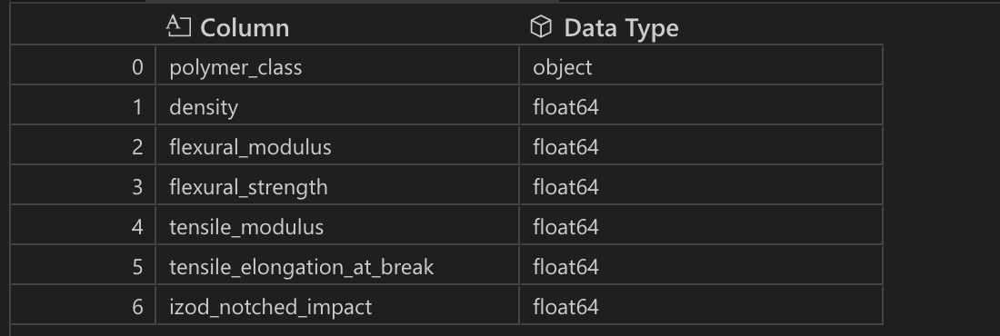 Column Data Type
0 polymer_class object
1 density float64
2 flexural_modulus float64
3 flexural_strength float64
4 tensile_modulus float64
5 tensile_elongation_at_break float64
6 izod_notched_impact float64